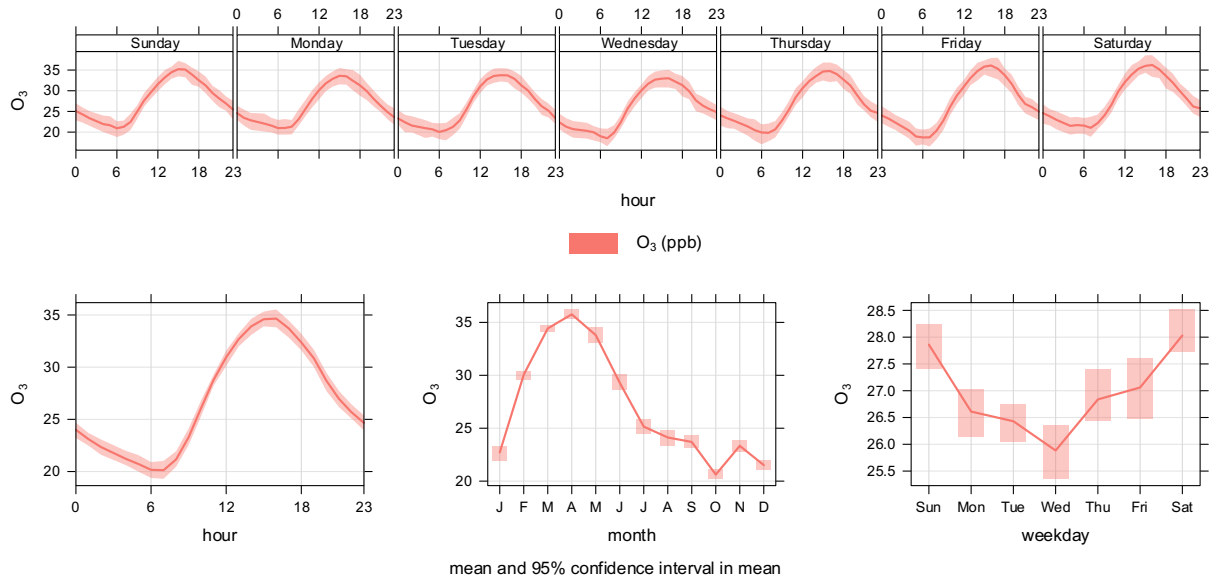 0 6 12 18 23 0 6 12 18 23 0 6 12 18 23 0 6 12 18 23
Sunday Monday Tuesday Wednesday Thursday Friday Saturday
O₃
35
30
25
20
0 6 12 18 23 0 6 12 18 23 0 6 12 18 23 0 6 12 18 23
hour
O₃ (ppb)
O₃
35
30
25
20
0 6 12 18 23
hour
O₃
35
30
25
20
J F M A M J J A S O N D
month
O₃
28.5
28.0
27.5
27.0
26.5
26.0
25.5
Sun Mon Tue Wed Thu Fri Sat
weekday
mean and 95% confidence interval in mean